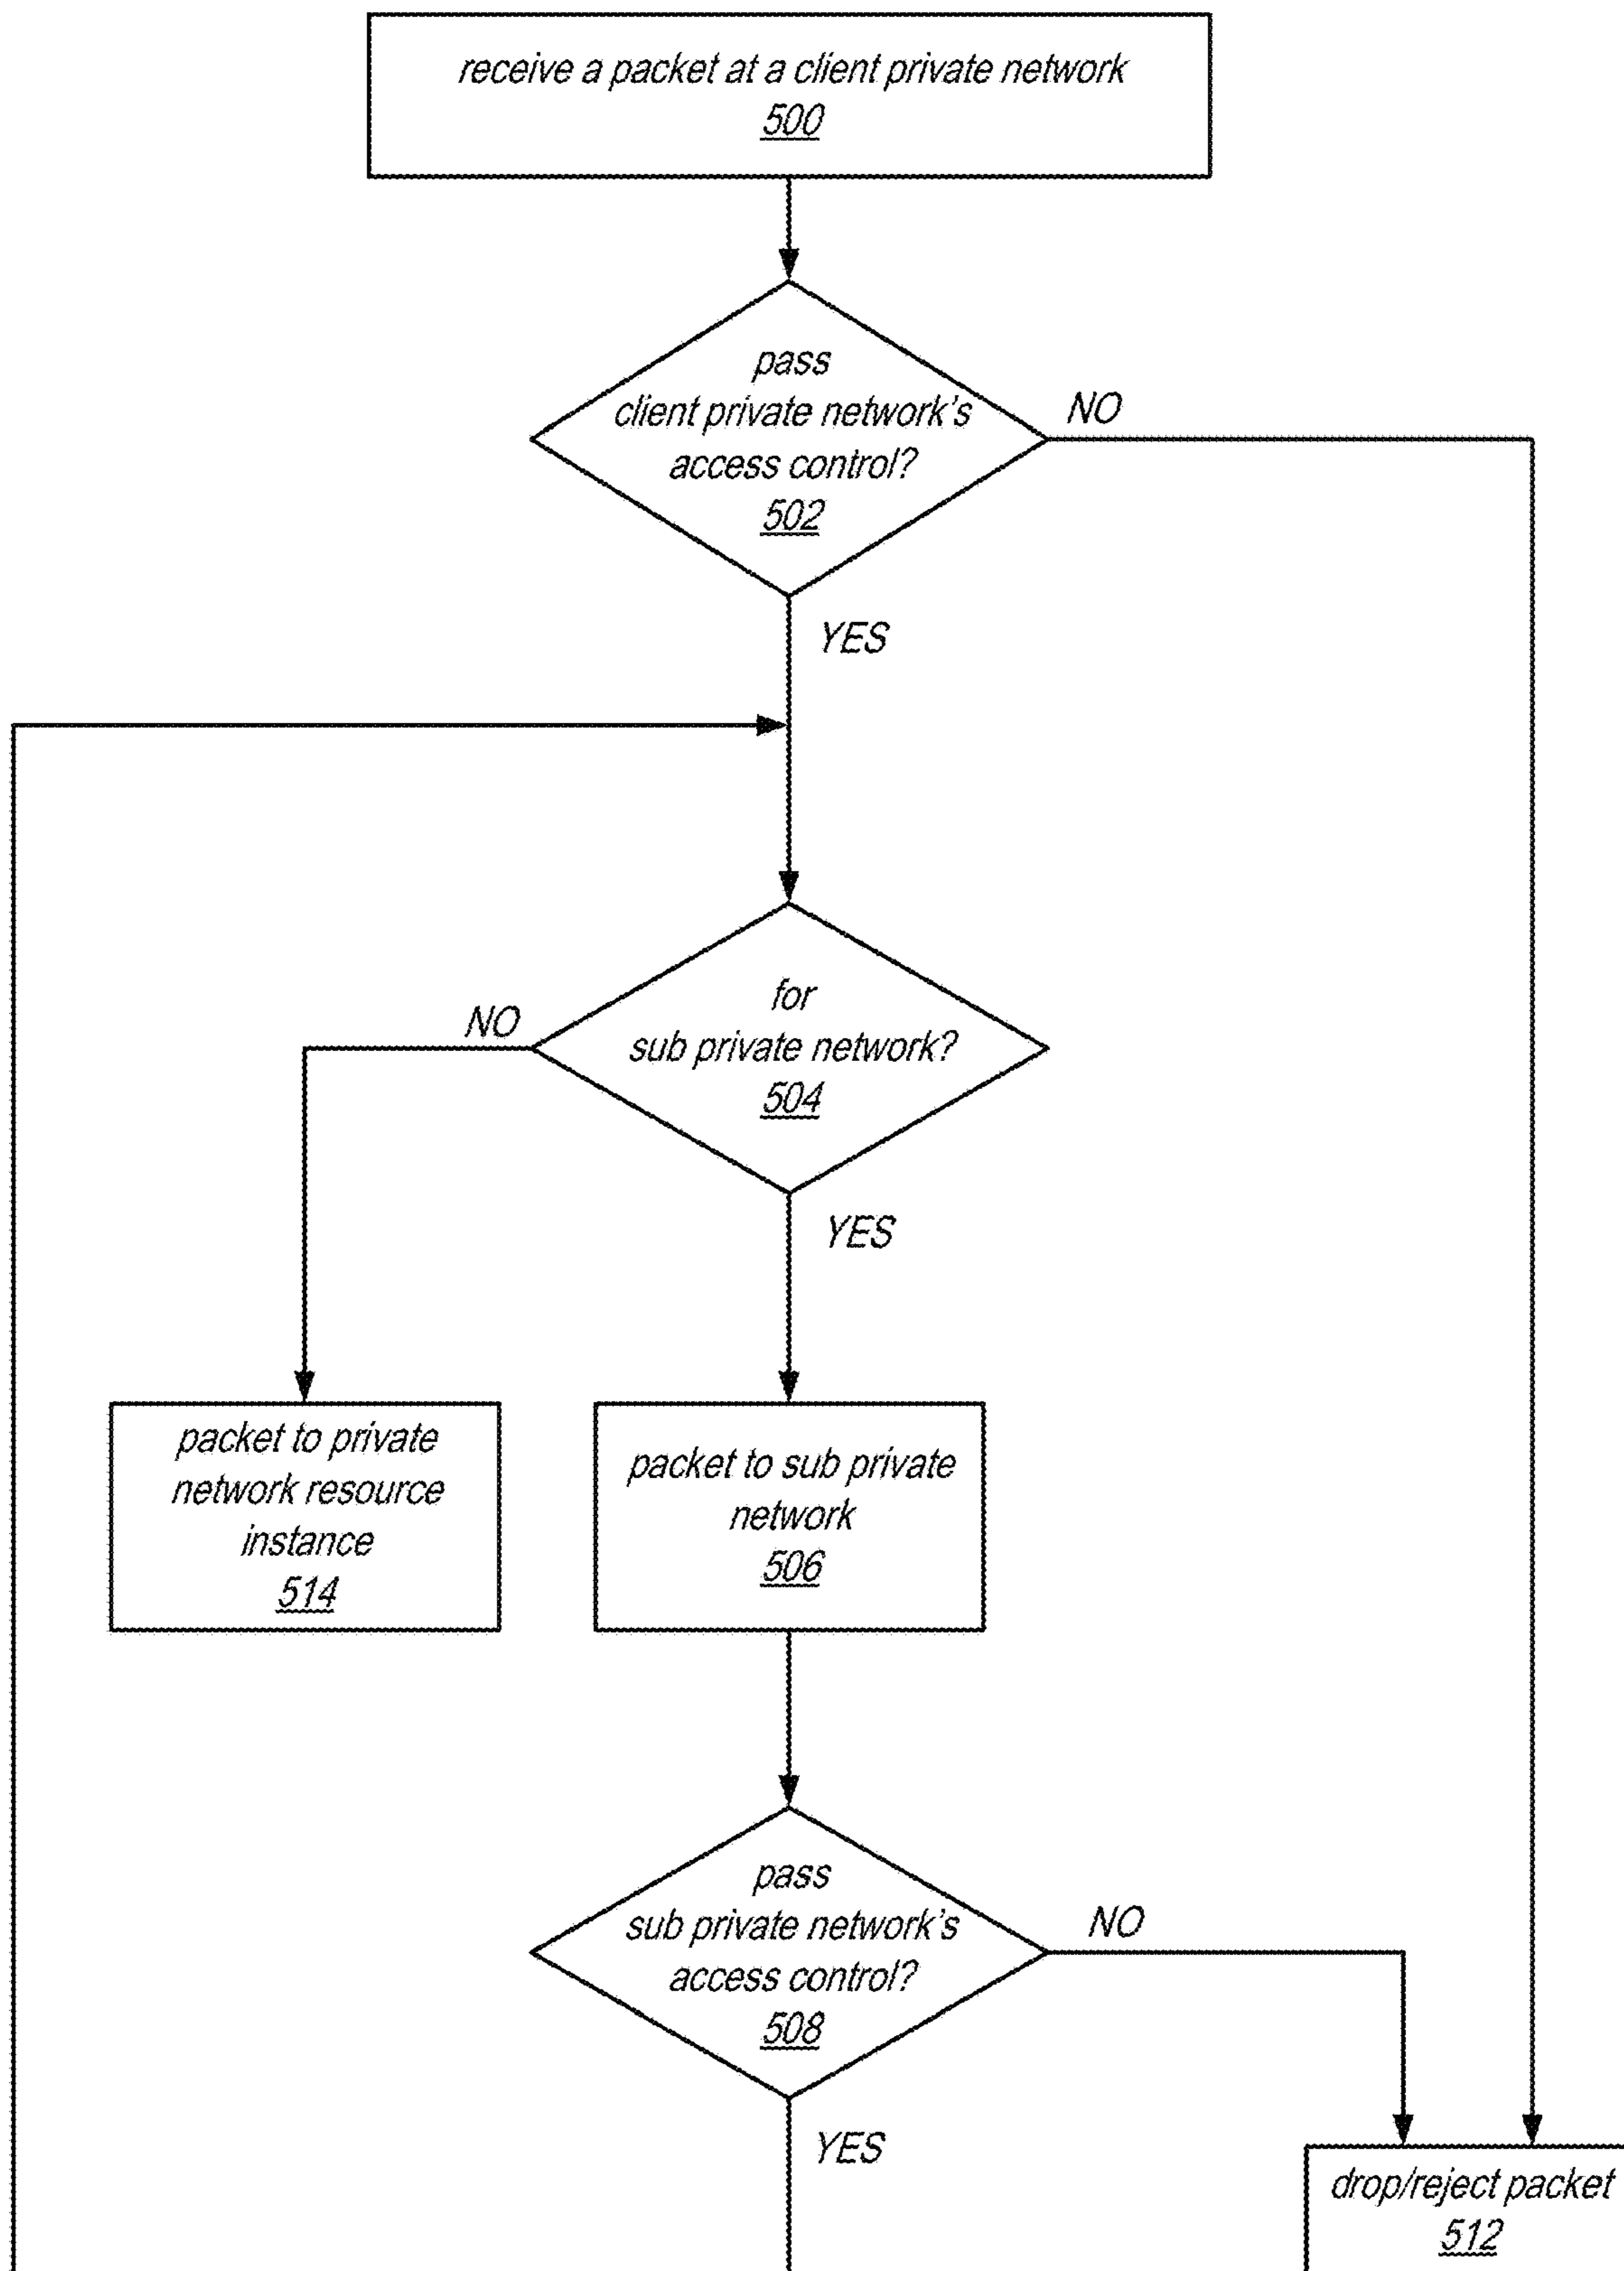 receive a packet at a client private network
500
pass
client private network's
access control?
502
NO
YES
for
sub private network?
504
NO
YES
packet to private
network resource
instance
514
packet to sub private
network
506
pass
sub private network's
access control?
508
NO
YES
drop/reject packet
512